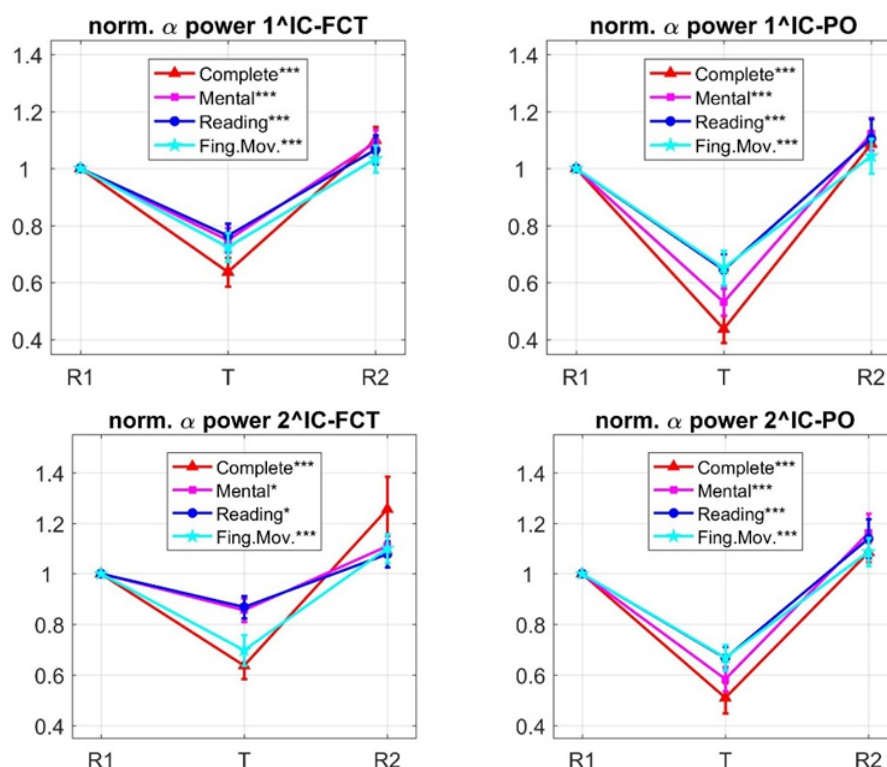 norm. α power 1^IC-FCT
1.4
1.2
1
0.8
0.6
0.4
Complete***
Mental***
Reading***
Fing.Mov.***
R1 T R2
norm. α power 1^IC-PO
1.4
1.2
1
0.8
0.6
0.4
Complete***
Mental***
Reading***
Fing.Mov.***
R1 T R2
norm. α power 2^IC-FCT
1.4
1.2
1
0.8
0.6
0.4
Complete***
Mental*
Reading*
Fing.Mov.***
R1 T R2
norm. α power 2^IC-PO
1.4
1.2
1
0.8
0.6
0.4
Complete***
Mental***
Reading***
Fing.Mov.***
R1 T R2